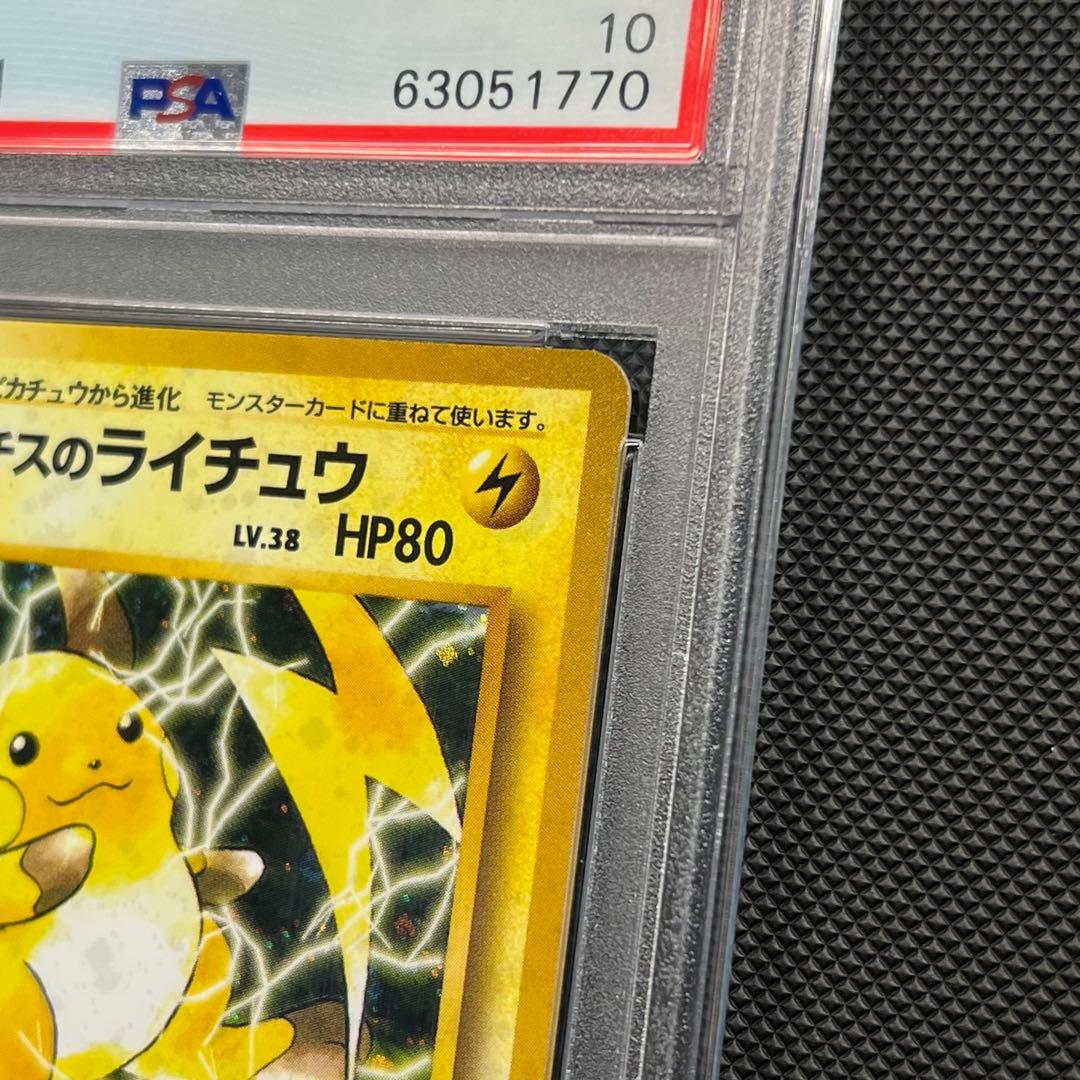 10
PSA
63051770
ピカチュウから進化 モンスターカードに重ねて使います。
チスのライチュウ
LV.38 HP80